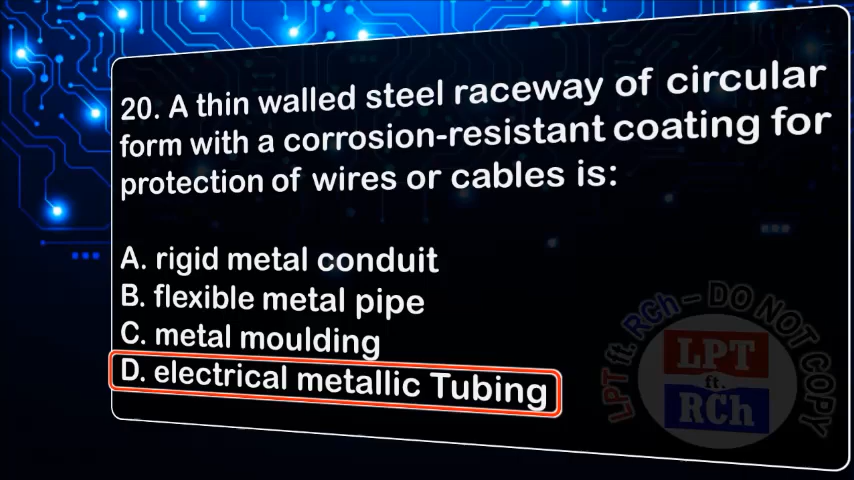 20. A thin walled steel raceway of circular
form with a corrosion-resistant coating for
protection of wires or cables is:
A. rigid metal conduit
B. flexible metal pipe
C. metal moulding
D. electrical metallic Tubing
LPT ft. RCh – DO NOT COPY
LPT
ft.
RCh